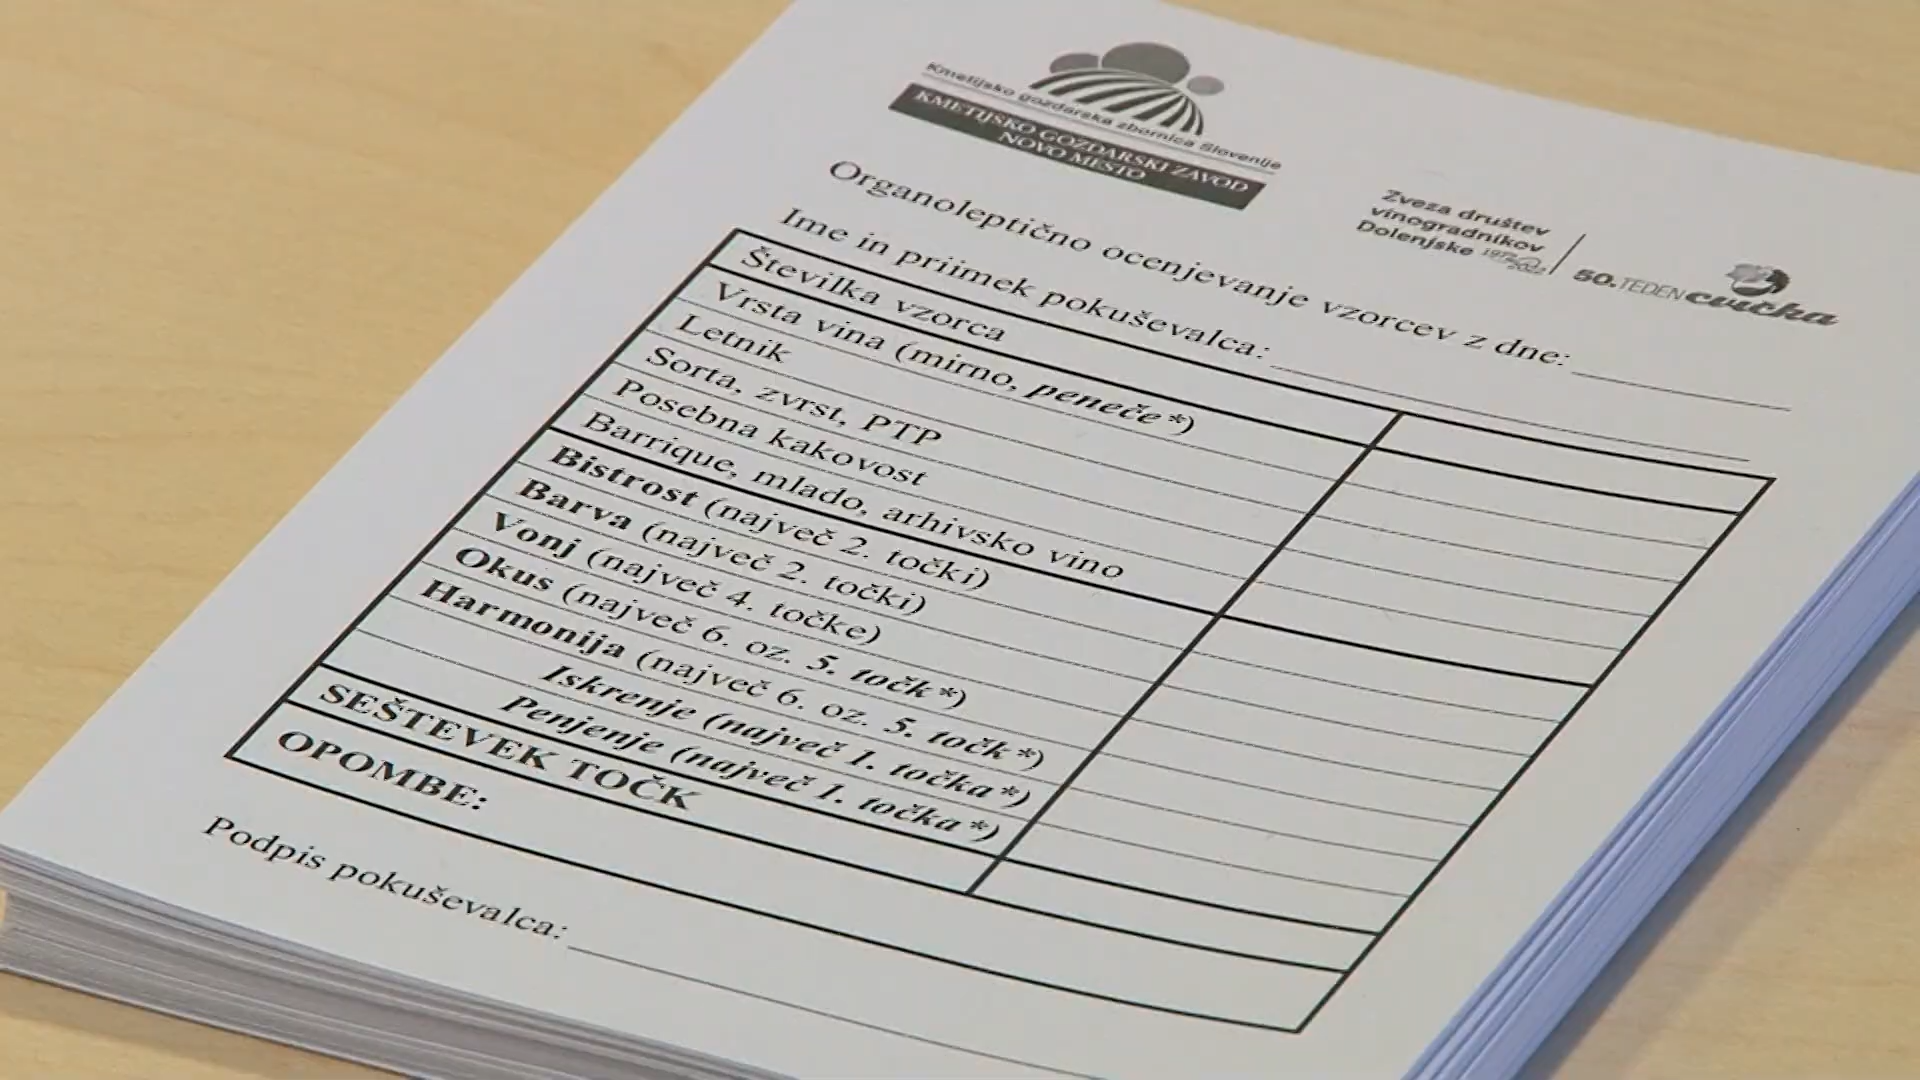 Kmetijsko gozdarska zbornica Slovenije
KMETIJSKO GOZDARSKI ZAVOD
NOVO MESTO
Zveza društev
vinogradnikov
Dolenjske 1972 2022
50. TEDEN cvička
Organoleptično ocenjevanje vzorcev z dne:
Ime in priimek pokuševalca:
Številka vzorca
Vrsta vina (mirno, peneče*)
Letnik
Sorta, zvrst, PTP
Posebna kakovost
Barrique, mlado, arhivsko vino
Bistrost (največ 2. točki)
Barva (največ 2. točki)
Vonj (največ 4. točke)
Okus (največ 6. oz. 5. točk*)
Harmonija (največ 6. oz. 5. točk*)
Iskrenje (največ 1. točka*)
Penjenje (največ 1. točka*)
SEŠTEVEK TOČK
OPOMBE:
Podpis pokuševalca: